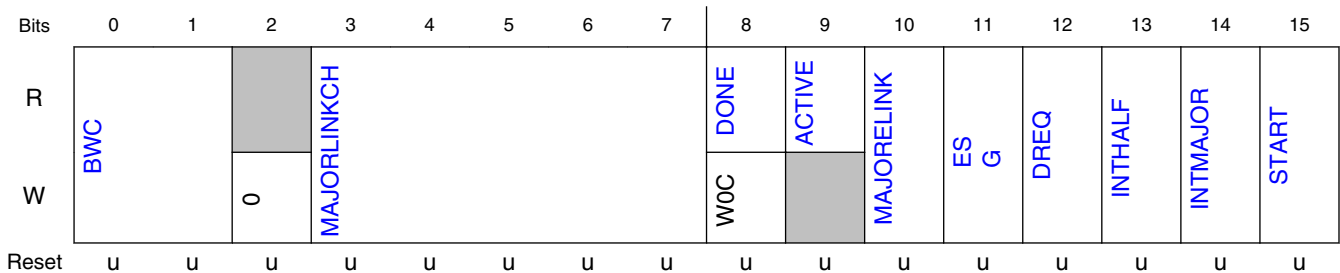 Bits 0 1 2 3 4 5 6 7 8 9 10 11 12 13 14 15
R
W
BWC
0
MAJORLINKCH
DONE
W0C
ACTIVE
MAJORELINK
ES
G
DREQ
INTHALF
INTMAJOR
START
Reset u u u u u u u u u u u u u u u u